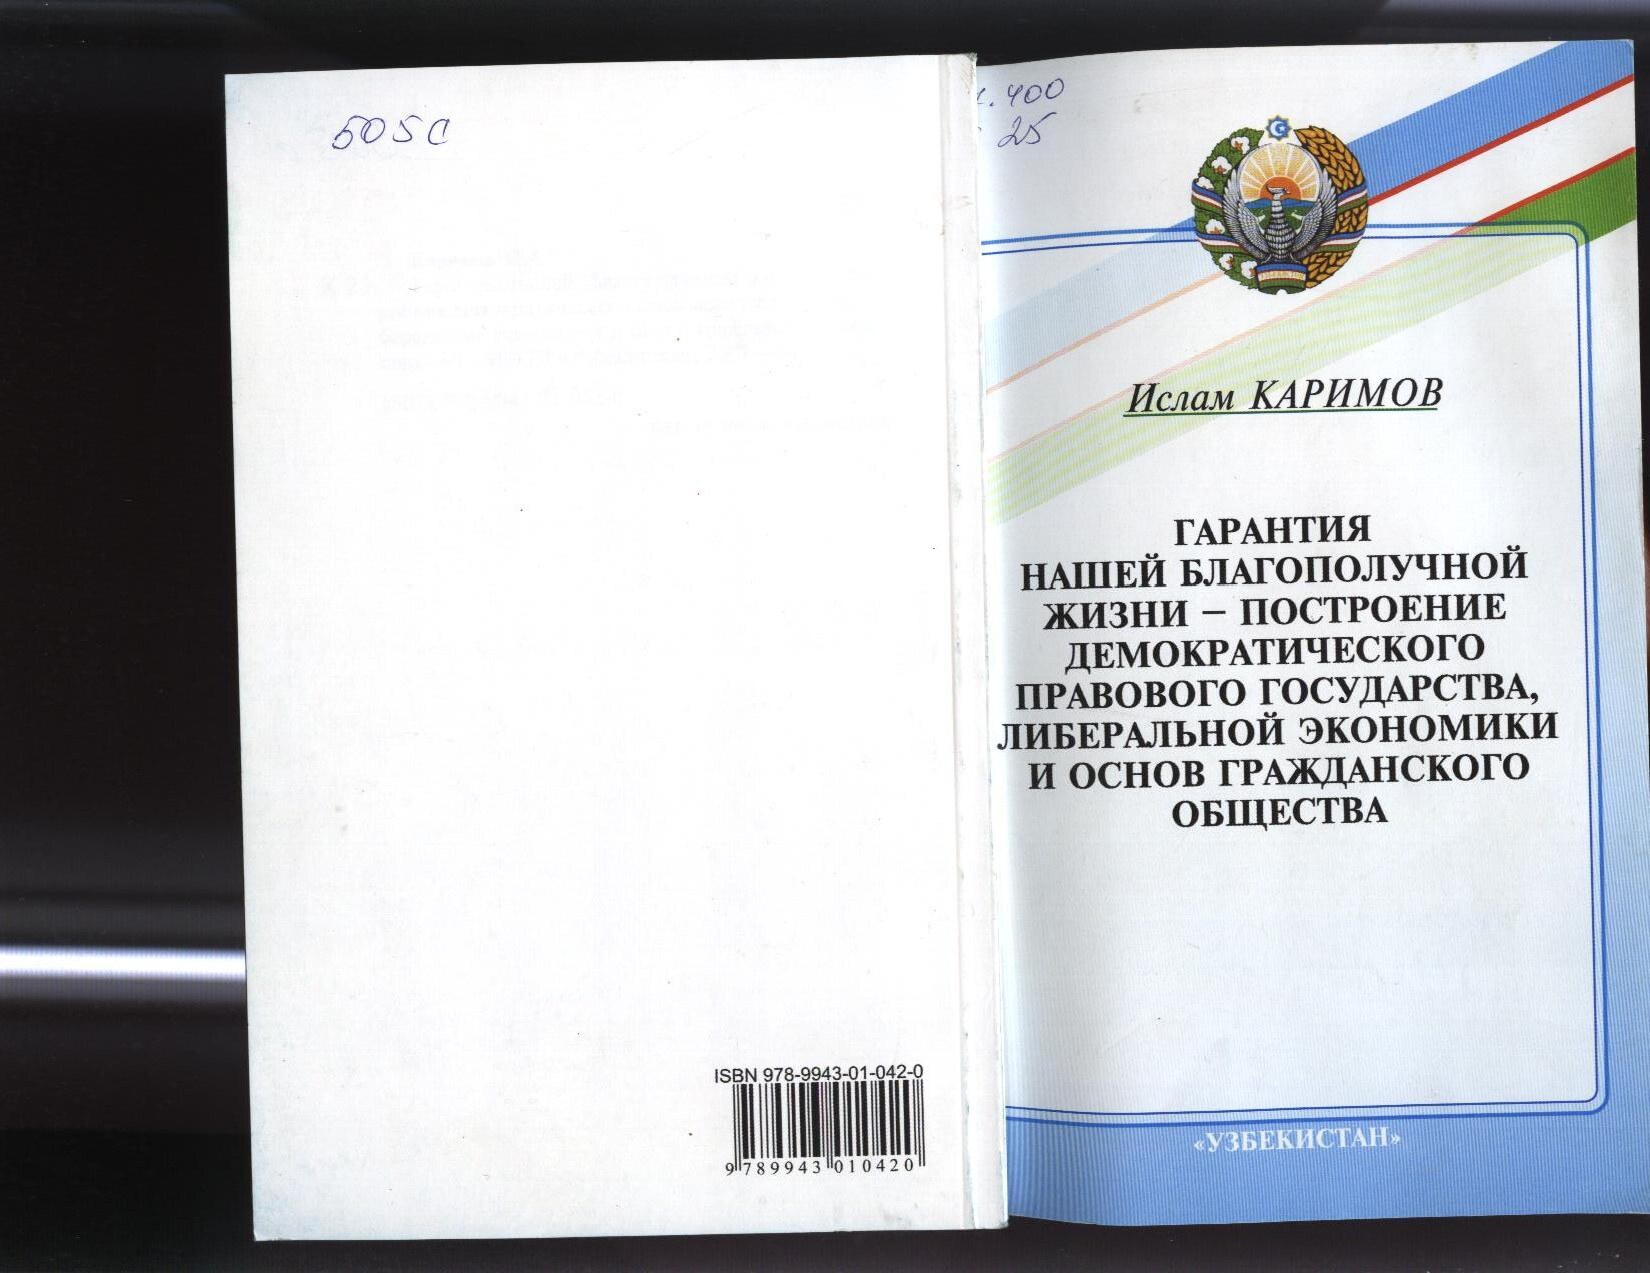 505С
ISBN 978-9943-01-042-0
9 789943 010420
400
25
Ислам КАРИМОВ
ГАРАНТИЯ
НАШЕЙ БЛАГОПОЛУЧНОЙ
ЖИЗНИ – ПОСТРОЕНИЕ
ДЕМОКРАТИЧЕСКОГО
ПРАВОВОГО ГОСУДАРСТВА,
ЛИБЕРАЛЬНОЙ ЭКОНОМИКИ
И ОСНОВ ГРАЖДАНСКОГО
ОБЩЕСТВА
«УЗБЕКИСТАН»